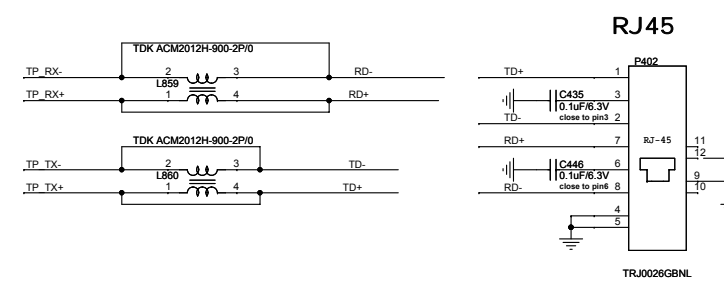 RJ45
TDK ACM2012H-900-2P/0
TP_RX-
2
3
RD-
L859
TP_RX+
1
4
RD+
TDK ACM2012H-900-2P/0
TP_TX-
2
3
TD-
L860
TP_TX+
1
4
TD+
P402
TD+
1
C435
3
0.1uF/6.3V
close to pin3
TD-
2
RD+
7
RJ-45
11
12
C446
6
0.1uF/6.3V
9
close to pin6
RD-
8
10
4
5
TRJ0026GBNL